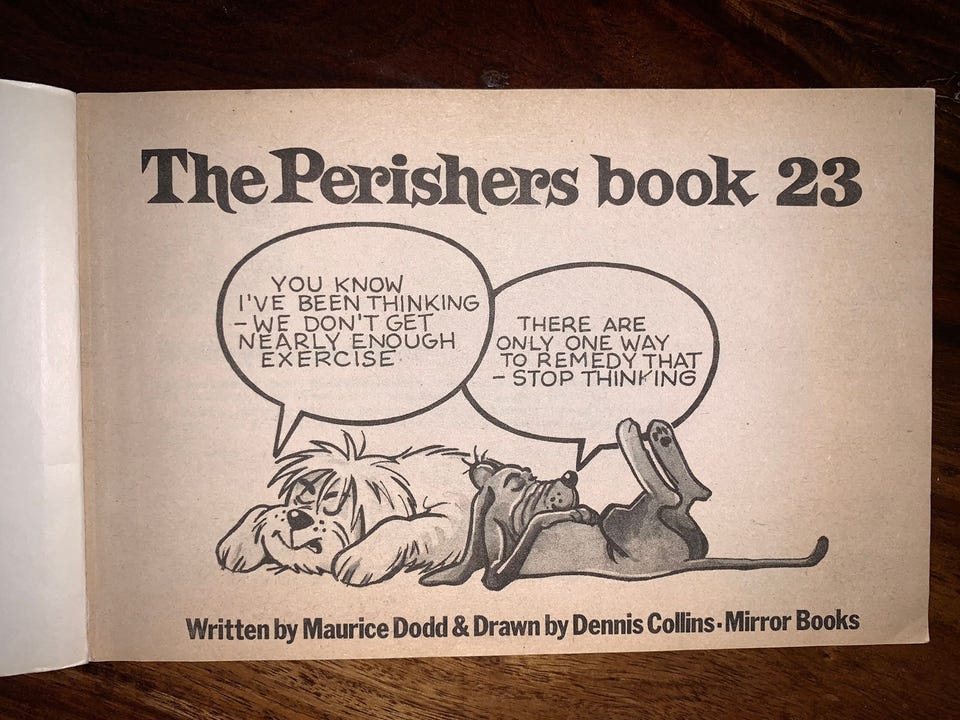 The Perishers book 23
YOU KNOW
I'VE BEEN THINKING
- WE DON'T GET
NEARLY ENOUGH
EXERCISE
THERE ARE
ONLY ONE WAY
TO REMEDY THAT
- STOP THINKING
Written by Maurice Dodd & Drawn by Dennis Collins · Mirror Books